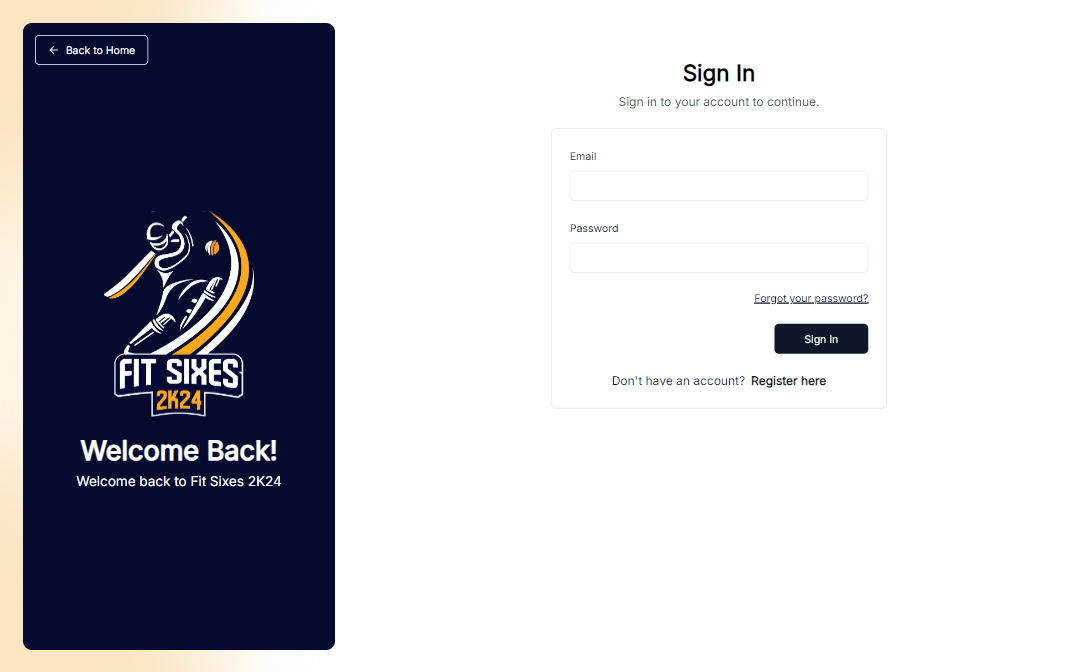 Back to Home
FIT SIXES
2K24
Welcome Back!
Welcome back to Fit Sixes 2K24
Sign In
Sign in to your account to continue.
Email
Password
Forgot your password?
Sign In
Don't have an account? Register here